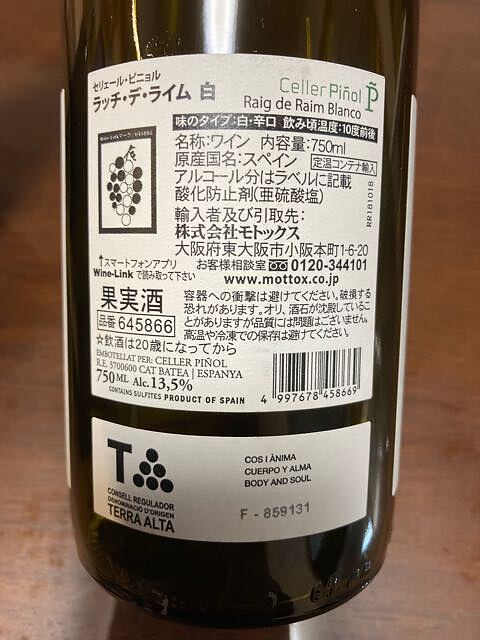 セリェール・ピニョル
ラッチ・デ・ライム 白
Celler Piñol
Raig de Raim Blanco
味のタイプ:白・辛口 飲み頃温度:10度前後
名称:ワイン 内容量:750ml
原産国名:スペイン 定温コンテナ輸入
アルコール分はラベルに記載
酸化防止剤(亜硫酸塩)
輸入者及び引取先:
株式会社モトックス
大阪府東大阪市小阪本町1-6-20
お客様相談室 0120-344101
www.mottox.co.jp
RR181018
↑スマートフォンアプリ
Wine-Linkで読み取って下さい
果実酒
品番 645866
容器への衝撃は避けてください。破損する
恐れがあります。オリ、酒石が沈殿しているこ
とがありますが品質には問題はございません。
高温や冷凍での保存は避けてください。
☆飲酒は20歳になってから
EMBOTELLAT PER: CELLER PIÑOL
R.E. 3700600 CAT BATEA | ESPANYA
750ML Alc.13,5%
CONTAINS SULFITES PRODUCT OF SPAIN
4 997678 458669
T
CONSELL REGULADOR
DENOMINACIÓ D'ORIGEN
TERRA ALTA
COS I ÀNIMA
CUERPO Y ALMA
BODY AND SOUL
F - 859131